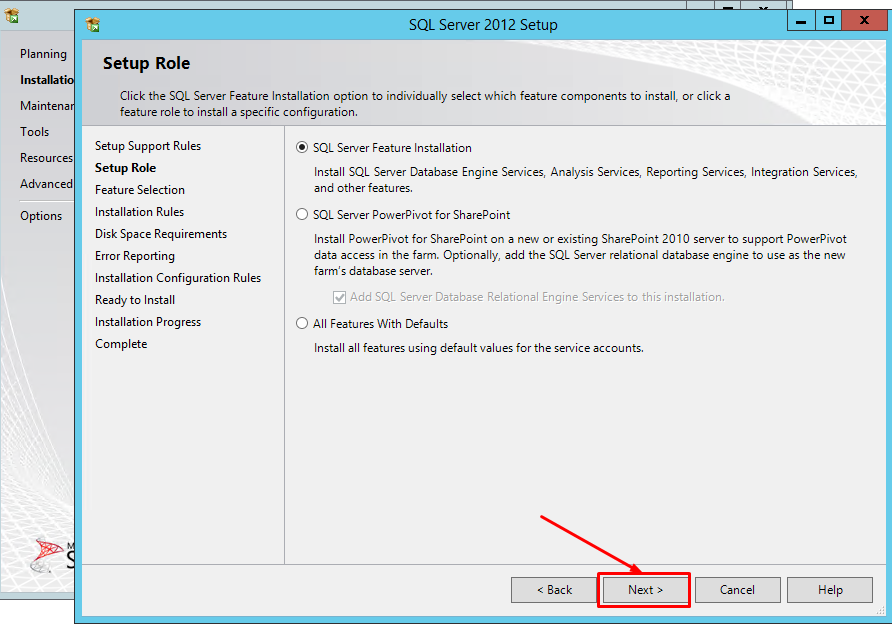 SQL Server 2012 Setup
Planning
Maintenan
Tools
Resources
Advanced
Options
Setup Role
Click the SQL Server Feature Installation option to individually select which feature components to install, or click a
feature role to install a specific configuration.
Setup Support Rules
Setup Role
Feature Selection
Installation Rules
Disk Space Requirements
Error Reporting
Installation Configuration Rules
Ready to Install
Installation Progress
Complete
SQL Server Feature Installation
Install SQL Server Database Engine Services, Analysis Services, Reporting Services, Integration Services,
and other features.
SQL Server PowerPivot for SharePoint
Install PowerPivot for SharePoint on a new or existing SharePoint 2010 server to support PowerPivot
data access in the farm. Optionally, add the SQL Server relational database engine to use as the new
farm's database server.
Add SQL Server Database Relational Engine Services to this installation.
All Features With Defaults
Install all features using default values for the service accounts.
< Back
Next >
Cancel
Help